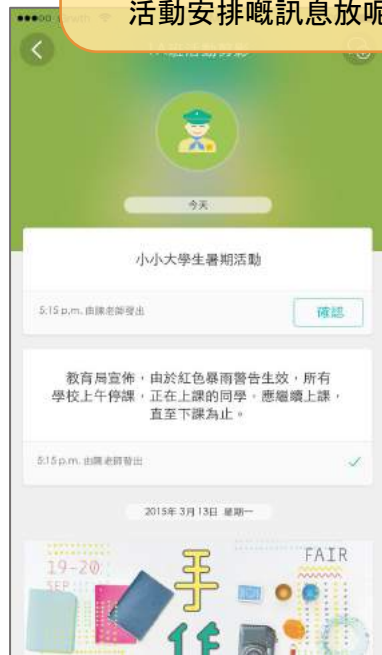 活動安排嘅訊息放呢
今天
小小大學生暑期活動
5:15 p.m. 由陳老師發出
確認
教育局宣佈，由於紅色暴雨警告生效，所有
學校上午停課，正在上課的同學，應繼續上課，
直至下課為止。
5:15 p.m. 由陳老師發出
2015年 3月13日 星期一
19-20
SEP
FAIR
手
作